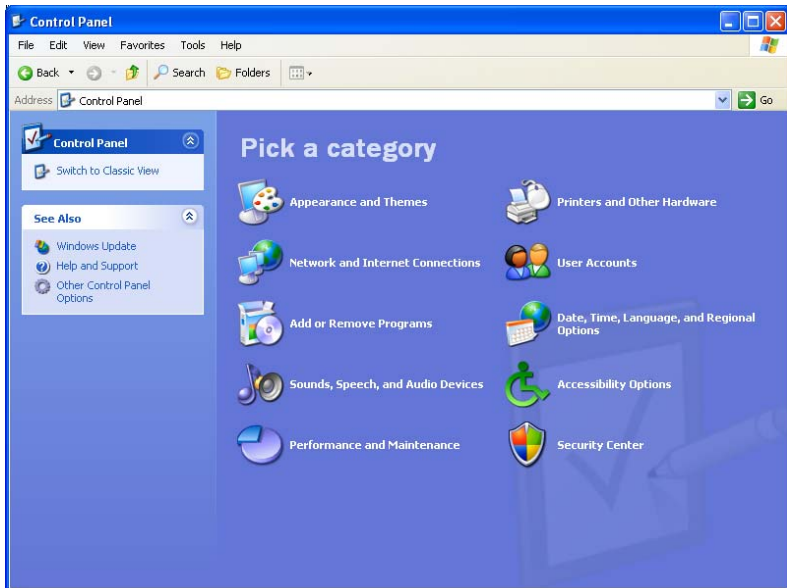 Control Panel
File Edit View Favorites Tools Help
Back Search Folders
Address Control Panel Go
Control Panel
Switch to Classic View
See Also
Windows Update
Help and Support
Other Control Panel
Options
Pick a category
Appearance and Themes
Printers and Other Hardware
Network and Internet Connections
User Accounts
Add or Remove Programs
Date, Time, Language, and Regional
Options
Sounds, Speech, and Audio Devices
Accessibility Options
Performance and Maintenance
Security Center